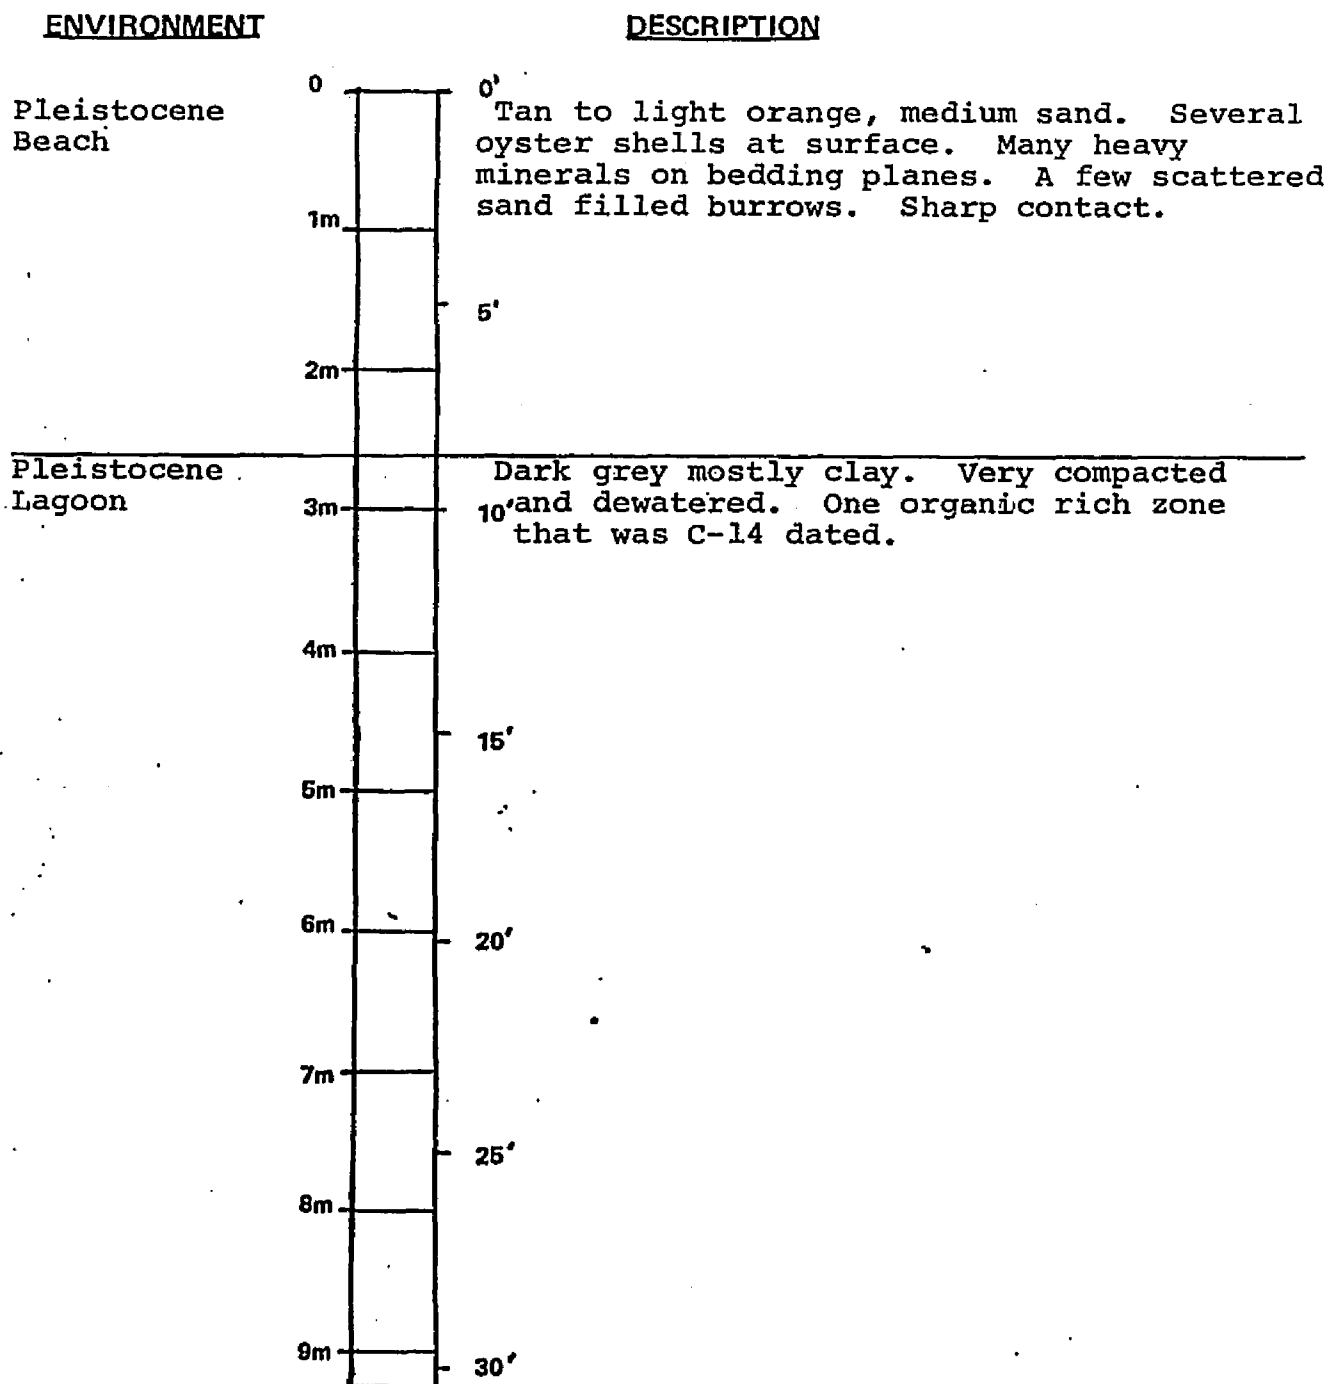 ENVIRONMENT DESCRIPTION
0 0'
Pleistocene
Beach
Tan to light orange, medium sand. Several
oyster shells at surface. Many heavy
minerals on bedding planes. A few scattered
sand filled burrows. Sharp contact.
1m
5'
2m
Pleistocene
Lagoon
Dark grey mostly clay. Very compacted
and dewatered. One organic rich zone
that was C-14 dated.
3m 10'
4m
15'
5m
6m
20'
7m
25'
8m
9m
30'